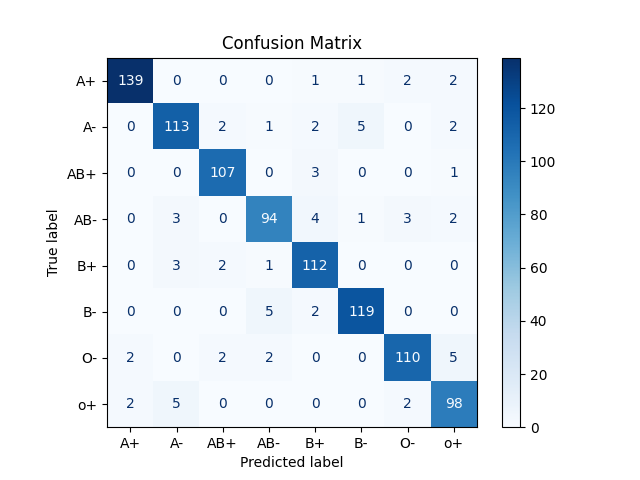 Confusion Matrix
A+ 139 0 0 0 1 1 2 2
A- 0 113 2 1 2 5 0 2
AB+ 0 0 107 0 3 0 0 1
AB- 0 3 0 94 4 1 3 2
B+ 0 3 2 1 112 0 0 0
B- 0 0 0 5 2 119 0 0
O- 2 0 2 2 0 0 110 5
o+ 2 5 0 0 0 0 2 98
A+ A- AB+ AB- B+ B- O- o+
Predicted label
True label
120
100
80
60
40
20
0